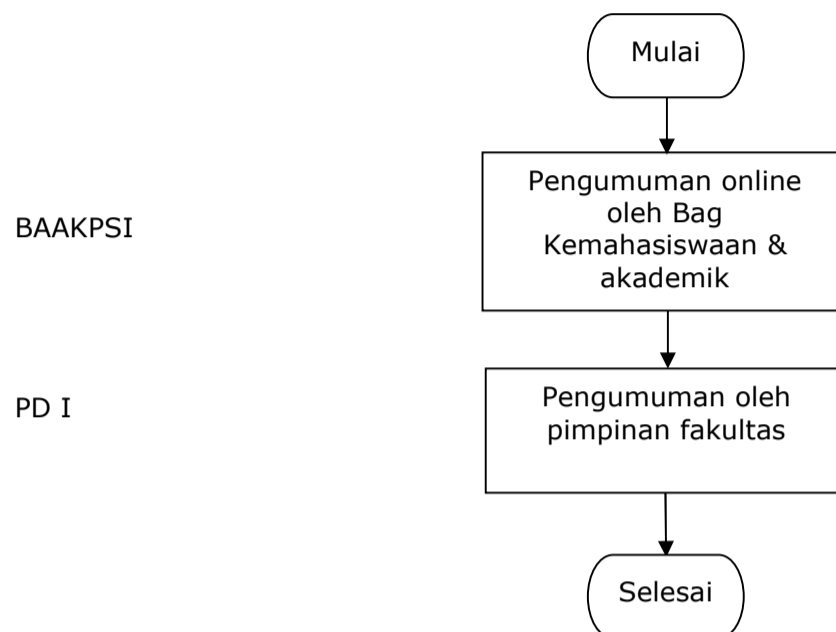 Mulai
BAAKPSI
Pengumuman online
oleh Bag
Kemahasiswaan &
akademik
PD I
Pengumuman oleh
pimpinan fakultas
Selesai